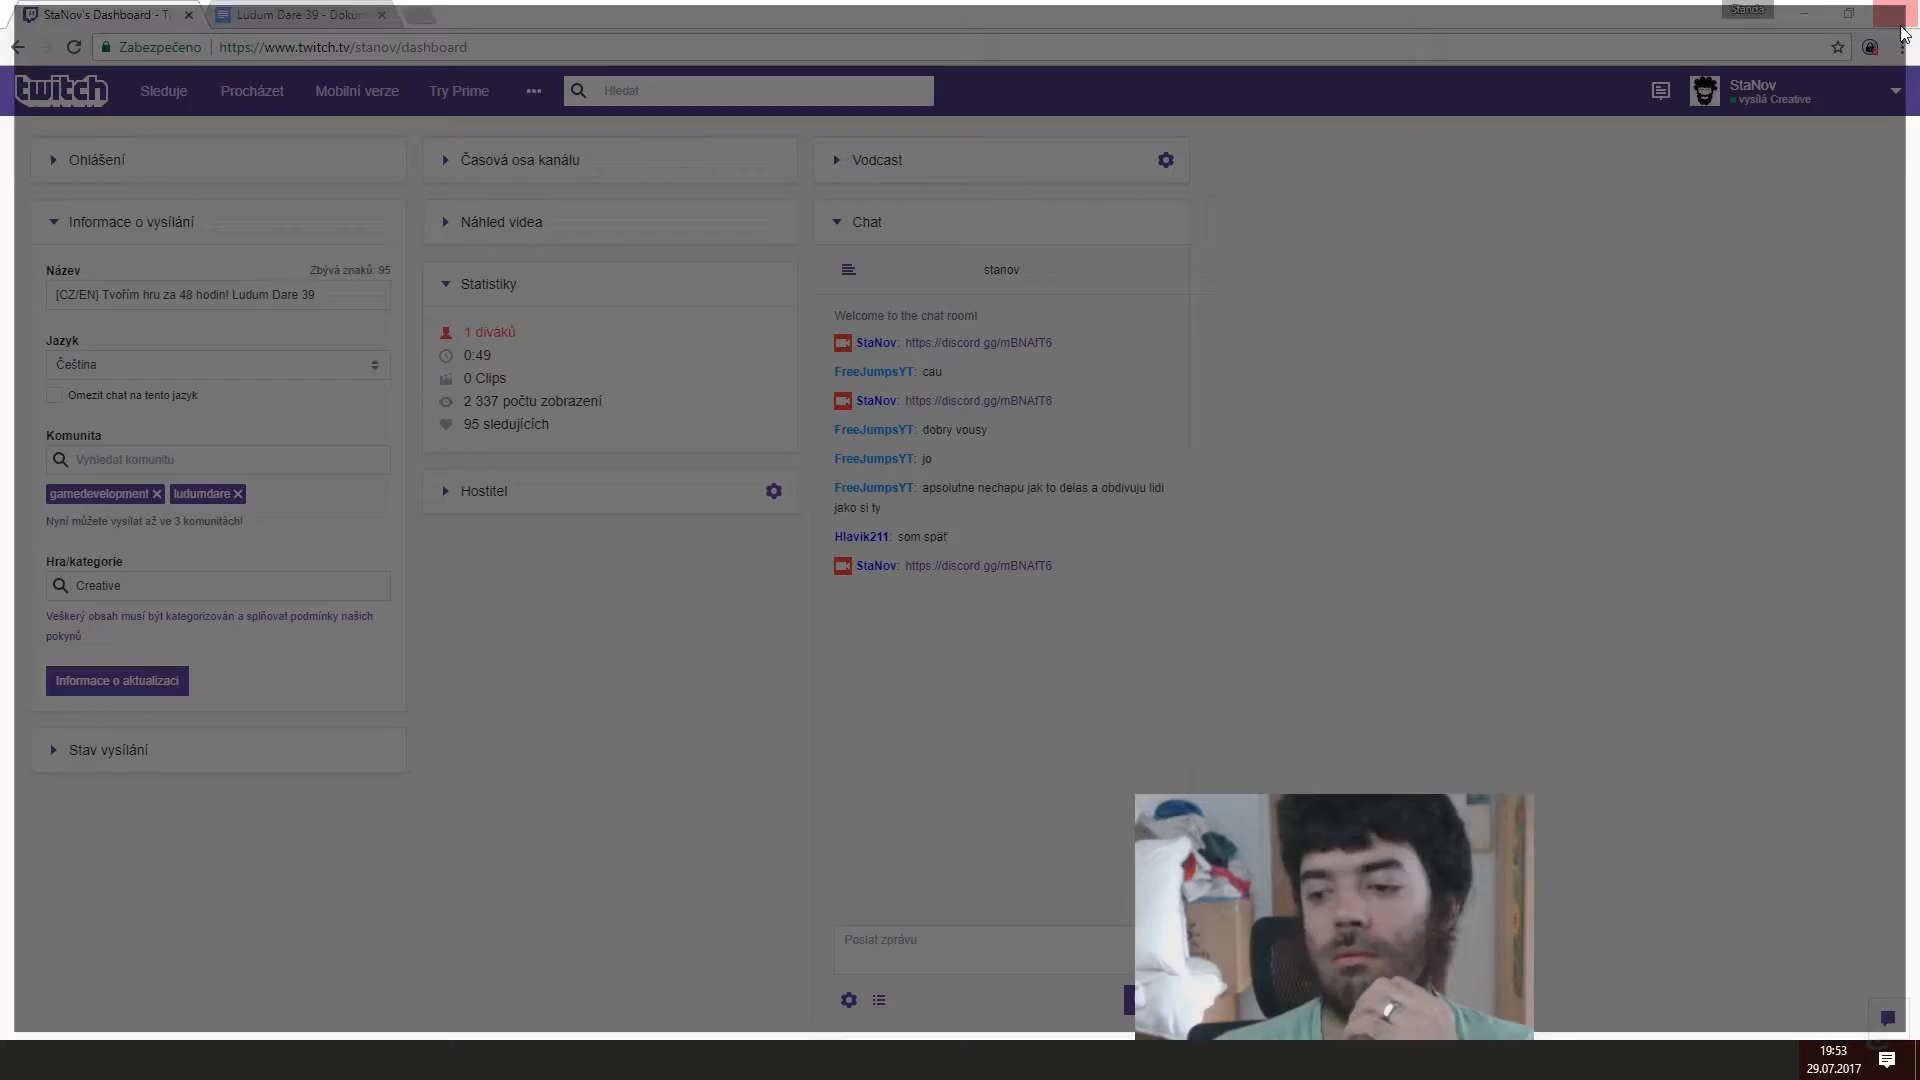 StaNov's Dashboard - T
Ludum Dare 39 - Dokum
Standa
Zabezpečeno
https://www.twitch.tv/stanov/dashboard
twitch
Sleduje
Procházet
Mobilní verze
Try Prime
Hledat
StaNov
vysílá Creative
Ohlášení
Časová osa kanálu
Vodcast
Informace o vysílání
Náhled videa
Chat
Název
Zbývá znaků: 95
[CZ/EN] Tvořím hru za 48 hodin! Ludum Dare 39
Jazyk
Čeština
Omezit chat na tento jazyk
Komunita
Vyhledat komunitu
gamedevelopment
ludumdare
Nyní můžete vysílat až ve 3 komunitách!
Hra/kategorie
Creative
Veškerý obsah musí být kategorizován a splňovat podmínky našich
pokynů.
Informace o aktualizaci
Stav vysílání
Statistiky
1 diváků
0:49
0 Clips
2 337 počtu zobrazení
95 sledujících
Hostitel
stanov
Welcome to the chat room!
StaNov: https://discord.gg/mBNAfT6
FreeJumpsYT: cau
StaNov: https://discord.gg/mBNAfT6
FreeJumpsYT: dobry vousy
FreeJumpsYT: jo
FreeJumpsYT: apsolutne nechapu jak to delas a obdivuju lidi
jako si ty
Hlavik211: som späť
StaNov: https://discord.gg/mBNAfT6
Poslat zprávu
19:53
29.07.2017